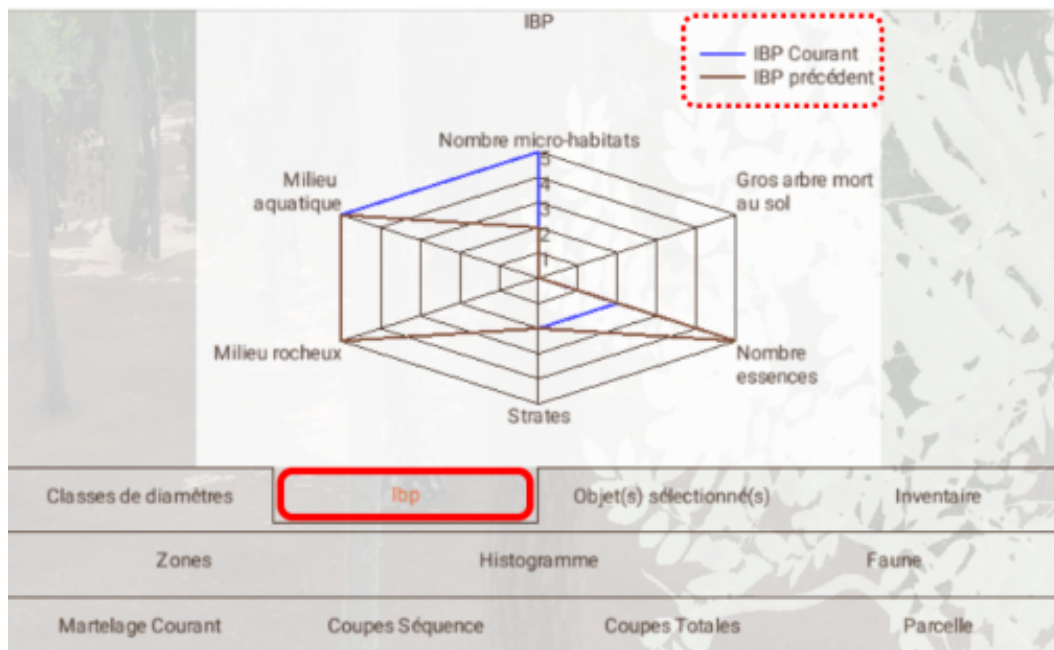 IBP
IBP Courant
IBP précédent
Nombre micro-habitats
Milieu
aquatique
Gros arbre mort
au sol
5
4
3
2
1
Milieu rocheux
Nombre
essences
Strates
Classes de diamètres
Ibp
Objet(s) sélectionné(s)
Inventaire
Zones
Histogramme
Faune
Martelage Courant
Coupes Séquence
Coupes Totales
Parcelle